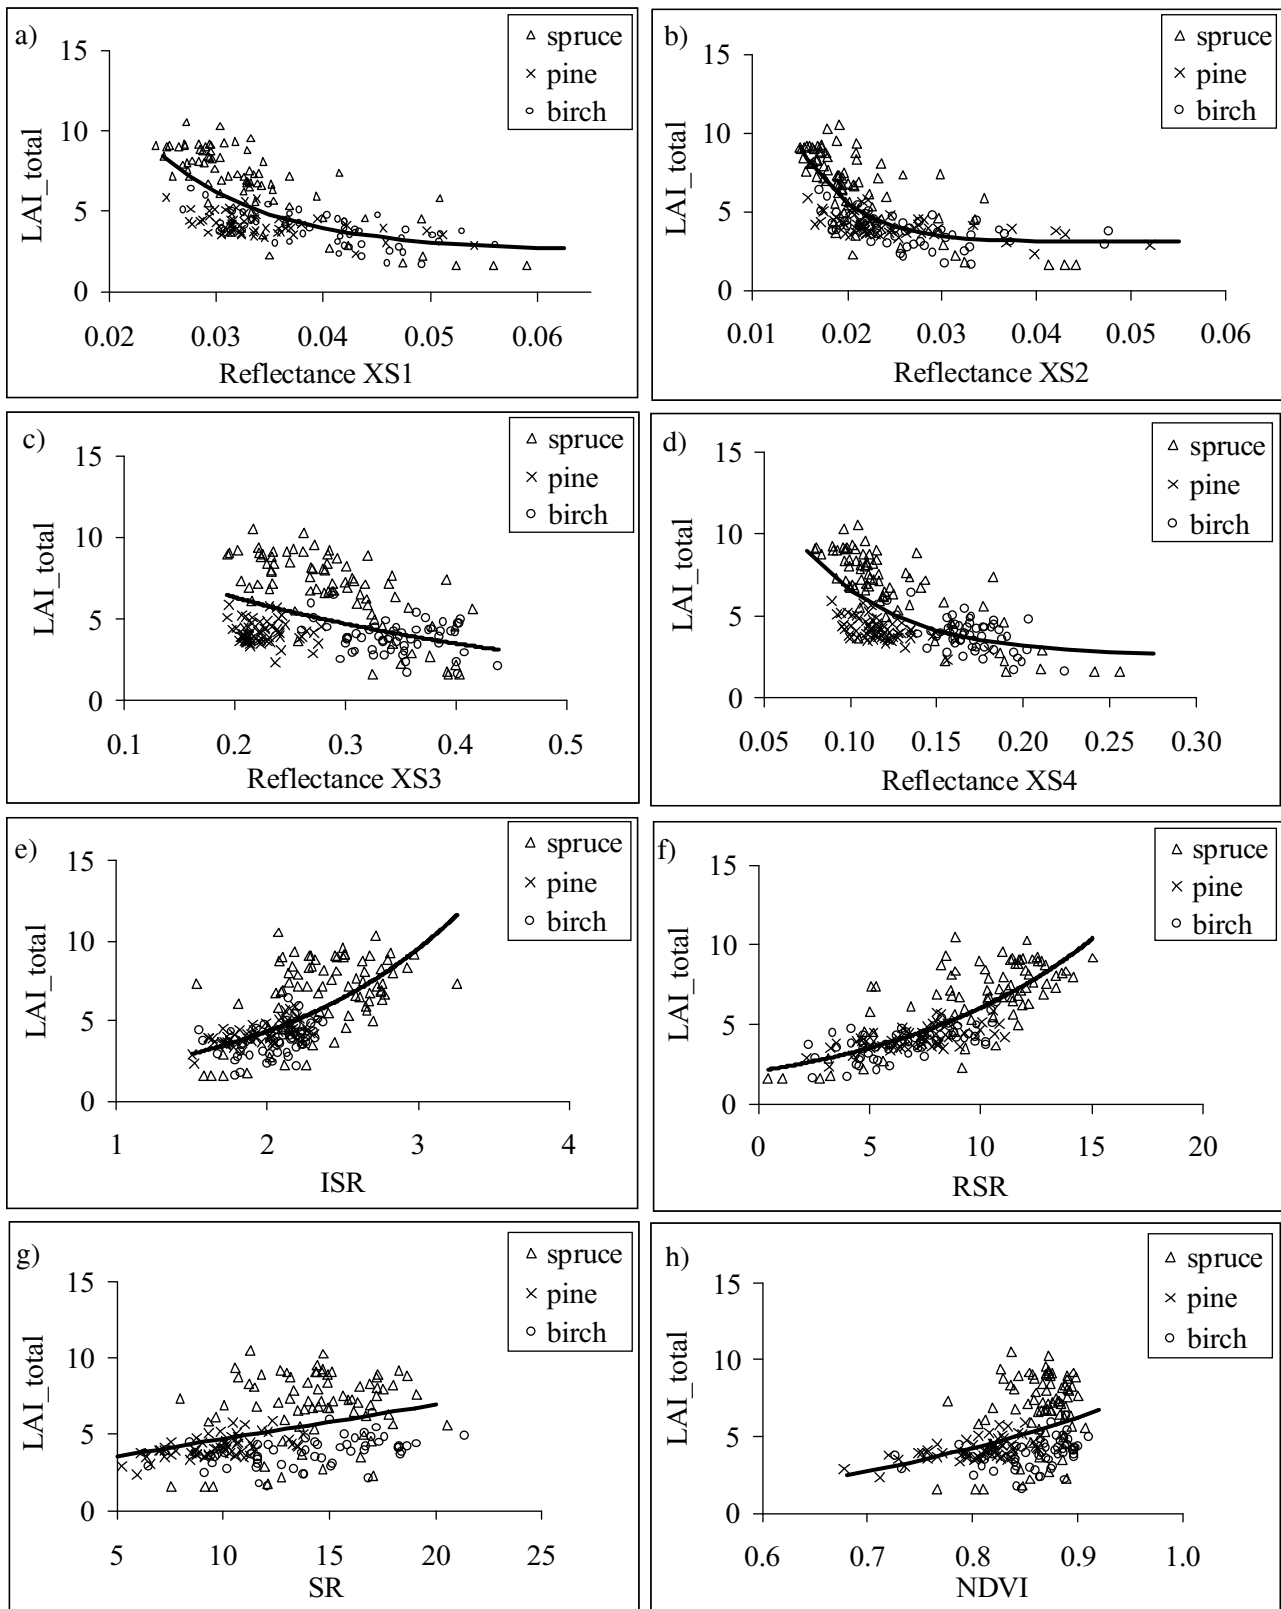 a)
15
10
5
0
LAI_total
0.02 0.03 0.04 0.05 0.06
Reflectance XS1
spruce
pine
birch
b)
15
10
5
0
LAI_total
0.01 0.02 0.03 0.04 0.05 0.06
Reflectance XS2
spruce
pine
birch
c)
15
10
5
0
LAI_total
0.1 0.2 0.3 0.4 0.5
Reflectance XS3
spruce
pine
birch
d)
15
10
5
0
LAI_total
0.05 0.10 0.15 0.20 0.25 0.30
Reflectance XS4
spruce
pine
birch
e)
15
10
5
0
LAI_total
1 2 3 4
ISR
spruce
pine
birch
f)
15
10
5
0
LAI_total
0 5 10 15 20
RSR
spruce
pine
birch
g)
15
10
5
0
LAI_total
5 10 15 20 25
SR
spruce
pine
birch
h)
15
10
5
0
LAI_total
0.6 0.7 0.8 0.9 1.0
NDVI
spruce
pine
birch